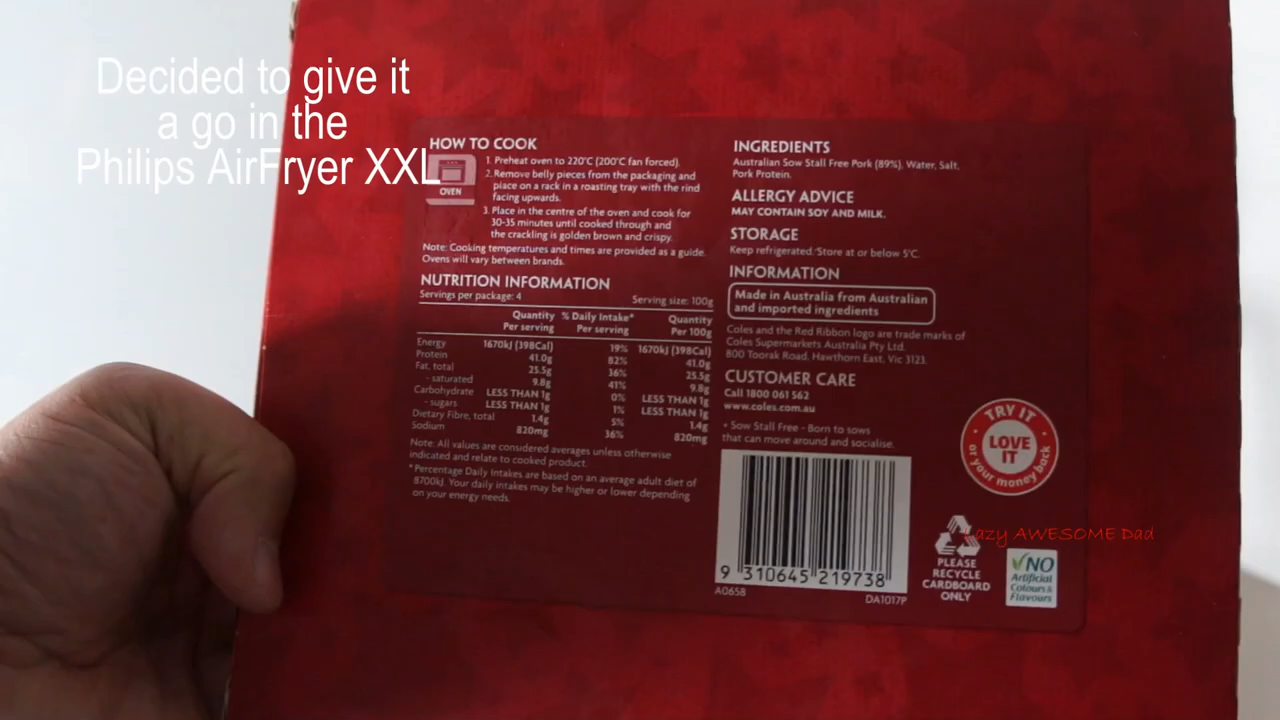 Decided to give it
a go in the
Philips AirFryer XXL
HOW TO COOK
OVEN
1. Preheat oven to 220°C (200°C fan forced).
2. Remove belly pieces from the packaging and
place on a rack in a roasting tray with the rind
facing upwards.
3. Place in the centre of the oven and cook for
30-35 minutes until cooked through and
the crackling is golden brown and crispy.
Note: Cooking temperatures and times are provided as a guide.
Ovens will vary between brands.
NUTRITION INFORMATION
Servings per package: 4 Serving size: 100g
Quantity % Daily Intake* Quantity
Per serving Per serving Per 100g
Energy 1670kJ (398Cal) 19% 1670kJ (398Cal)
Protein 41.0g 82% 41.0g
Fat, total 25.5g 36% 25.5g
- saturated 9.8g 41% 9.8g
Carbohydrate LESS THAN 1g 0% LESS THAN 1g
- sugars LESS THAN 1g 1% LESS THAN 1g
Dietary Fibre, total 1.4g 5% 1.4g
Sodium 820mg 36% 820mg
Note: All values are considered averages unless otherwise
indicated and relate to cooked product.
* Percentage Daily Intakes are based on an average adult diet of
8700kJ. Your daily intakes may be higher or lower depending
on your energy needs.
INGREDIENTS
Australian Sow Stall Free Pork (89%), Water, Salt,
Pork Protein.
ALLERGY ADVICE
MAY CONTAIN SOY AND MILK.
STORAGE
Keep refrigerated. Store at or below 5°C.
INFORMATION
Made in Australia from Australian
and imported ingredients
Coles and the Red Ribbon logo are trade marks of
Coles Supermarkets Australia Pty Ltd.
800 Toorak Road, Hawthorn East, Vic 3123.
CUSTOMER CARE
Call 1800 061 562
www.coles.com.au
+ Sow Stall Free - Born to sows
that can move around and socialise.
9 310645 219738
A0658 DA1017P
TRY IT
LOVE
IT
or your money back
azy AWESOME Dad
PLEASE
RECYCLE
CARDBOARD
ONLY
NO
Artificial
Colours &
Flavours